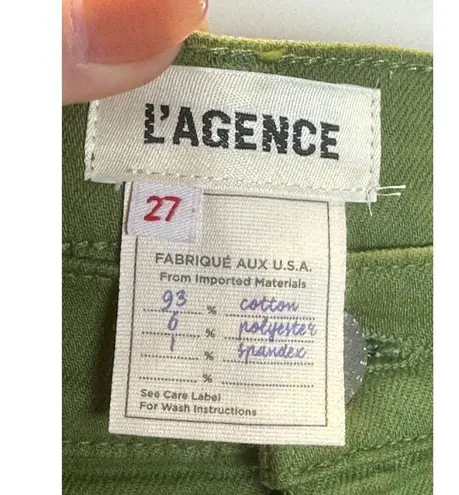 L'AGENCE
27
FABRIQUÉ AUX U.S.A.
From Imported Materials
93 % cotton
6 % polyester
1 % spandex
%
See Care Label
For Wash Instructions